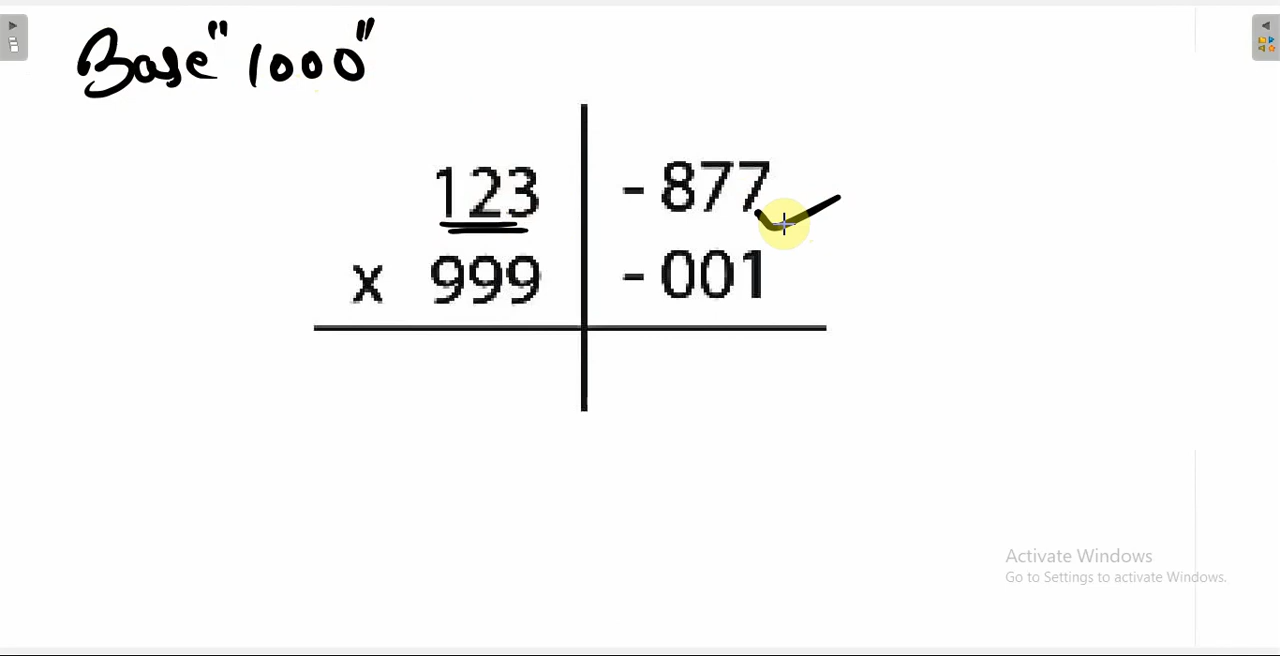 Base "1000"
123 - 877
x 999 - 001
Activate Windows
Go to Settings to activate Windows.